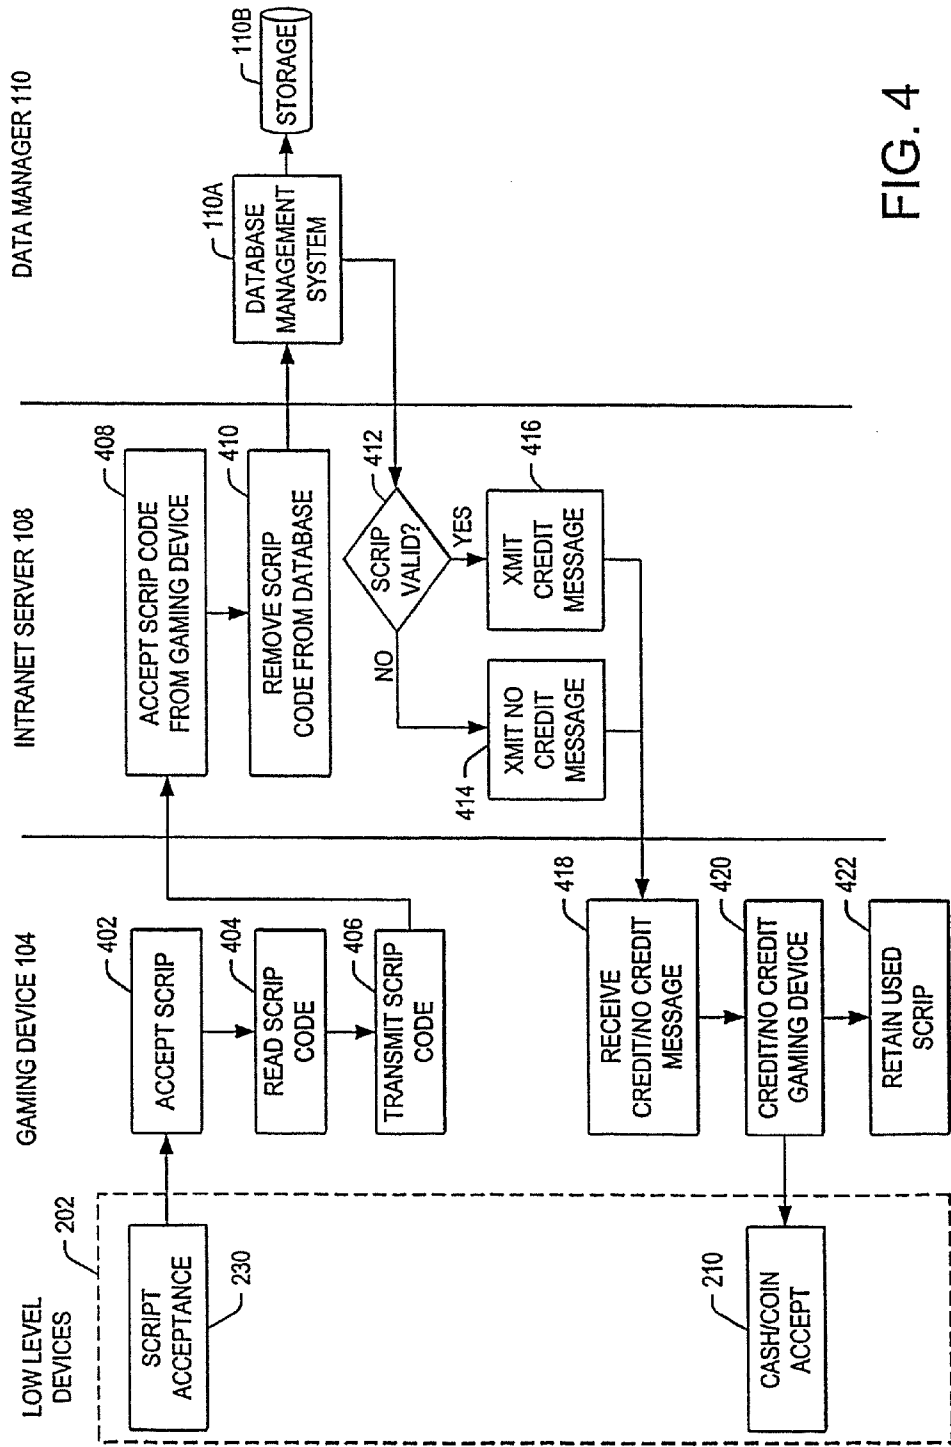 LOW LEVEL
DEVICES
GAMING DEVICE 104
INTRANET SERVER 108
DATA MANAGER 110
202
SCRIPT
ACCEPTANCE
230
402
ACCEPT SCRIP
404
READ SCRIP
CODE
406
TRANSMIT SCRIP
CODE
408
ACCEPT SCRIP CODE
FROM GAMING DEVICE
410
REMOVE SCRIP
CODE FROM DATABASE
110A
DATABASE
MANAGEMENT
SYSTEM
110B
STORAGE
412
SCRIP
VALID?
NO
YES
414
XMIT NO
CREDIT
MESSAGE
416
XMIT
CREDIT
MESSAGE
418
RECEIVE
CREDIT/NO CREDIT
MESSAGE
420
CREDIT/NO CREDIT
GAMING DEVICE
422
RETAIN USED
SCRIP
210
CASH/COIN
ACCEPT
FIG. 4